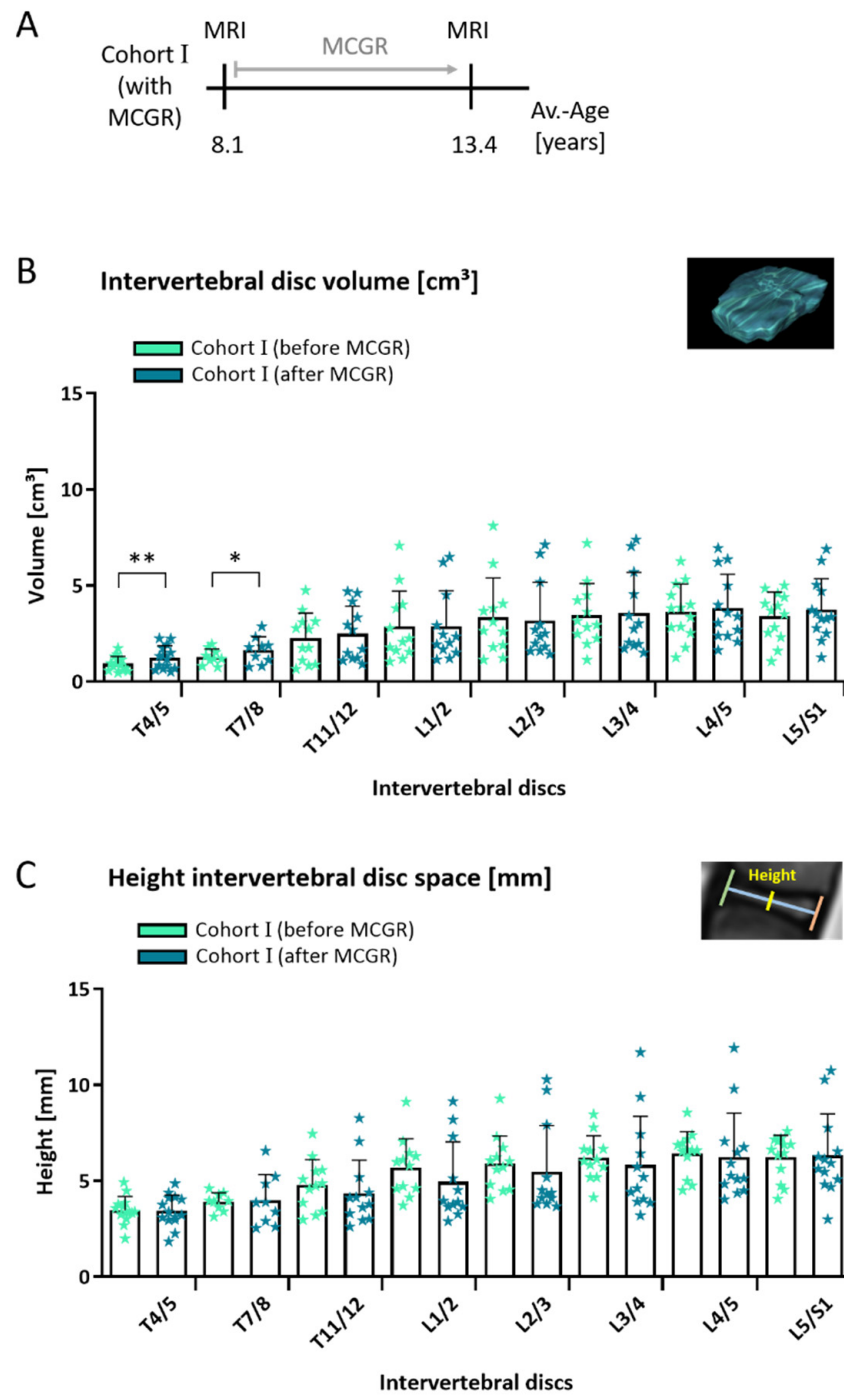 A
MRI
MRI
MCGR
Cohort I
(with
MCGR)
Av.-Age
[years]
8.1
13.4
B
Intervertebral disc volume [cm³]
Cohort I (before MCGR)
Cohort I (after MCGR)
Volume [cm³]
15
10
5
0
**
*
T4/5
T7/8
T11/12
L1/2
L2/3
L3/4
L4/5
L5/S1
Intervertebral discs
C
Height intervertebral disc space [mm]
Height
Cohort I (before MCGR)
Cohort I (after MCGR)
Height [mm]
15
10
5
0
T4/5
T7/8
T11/12
L1/2
L2/3
L3/4
L4/5
L5/S1
Intervertebral discs